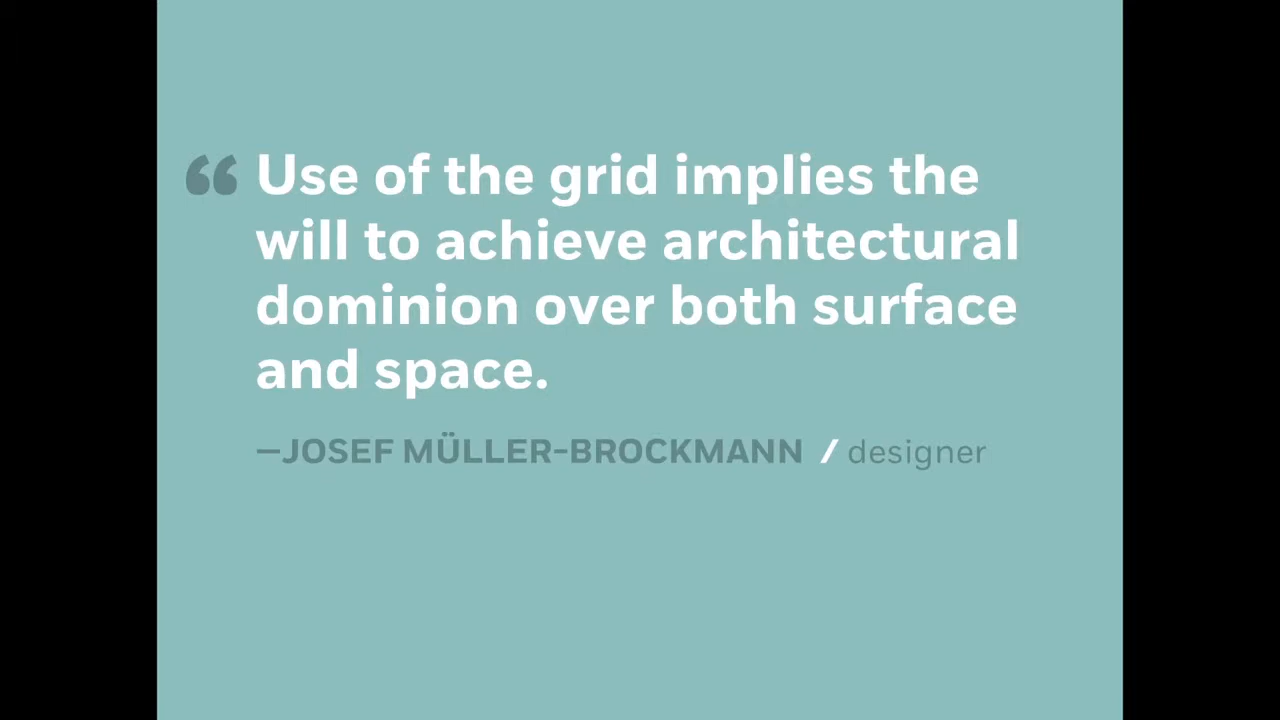 “ Use of the grid implies the
will to achieve architectural
dominion over both surface
and space.
—JOSEF MÜLLER-BROCKMANN / designer